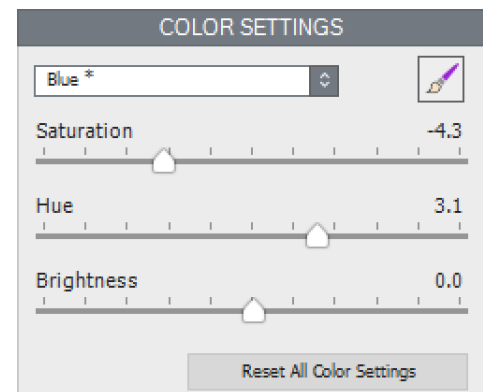 COLOR SETTINGS
Blue *
Saturation -4.3
Hue 3.1
Brightness 0.0
Reset All Color Settings